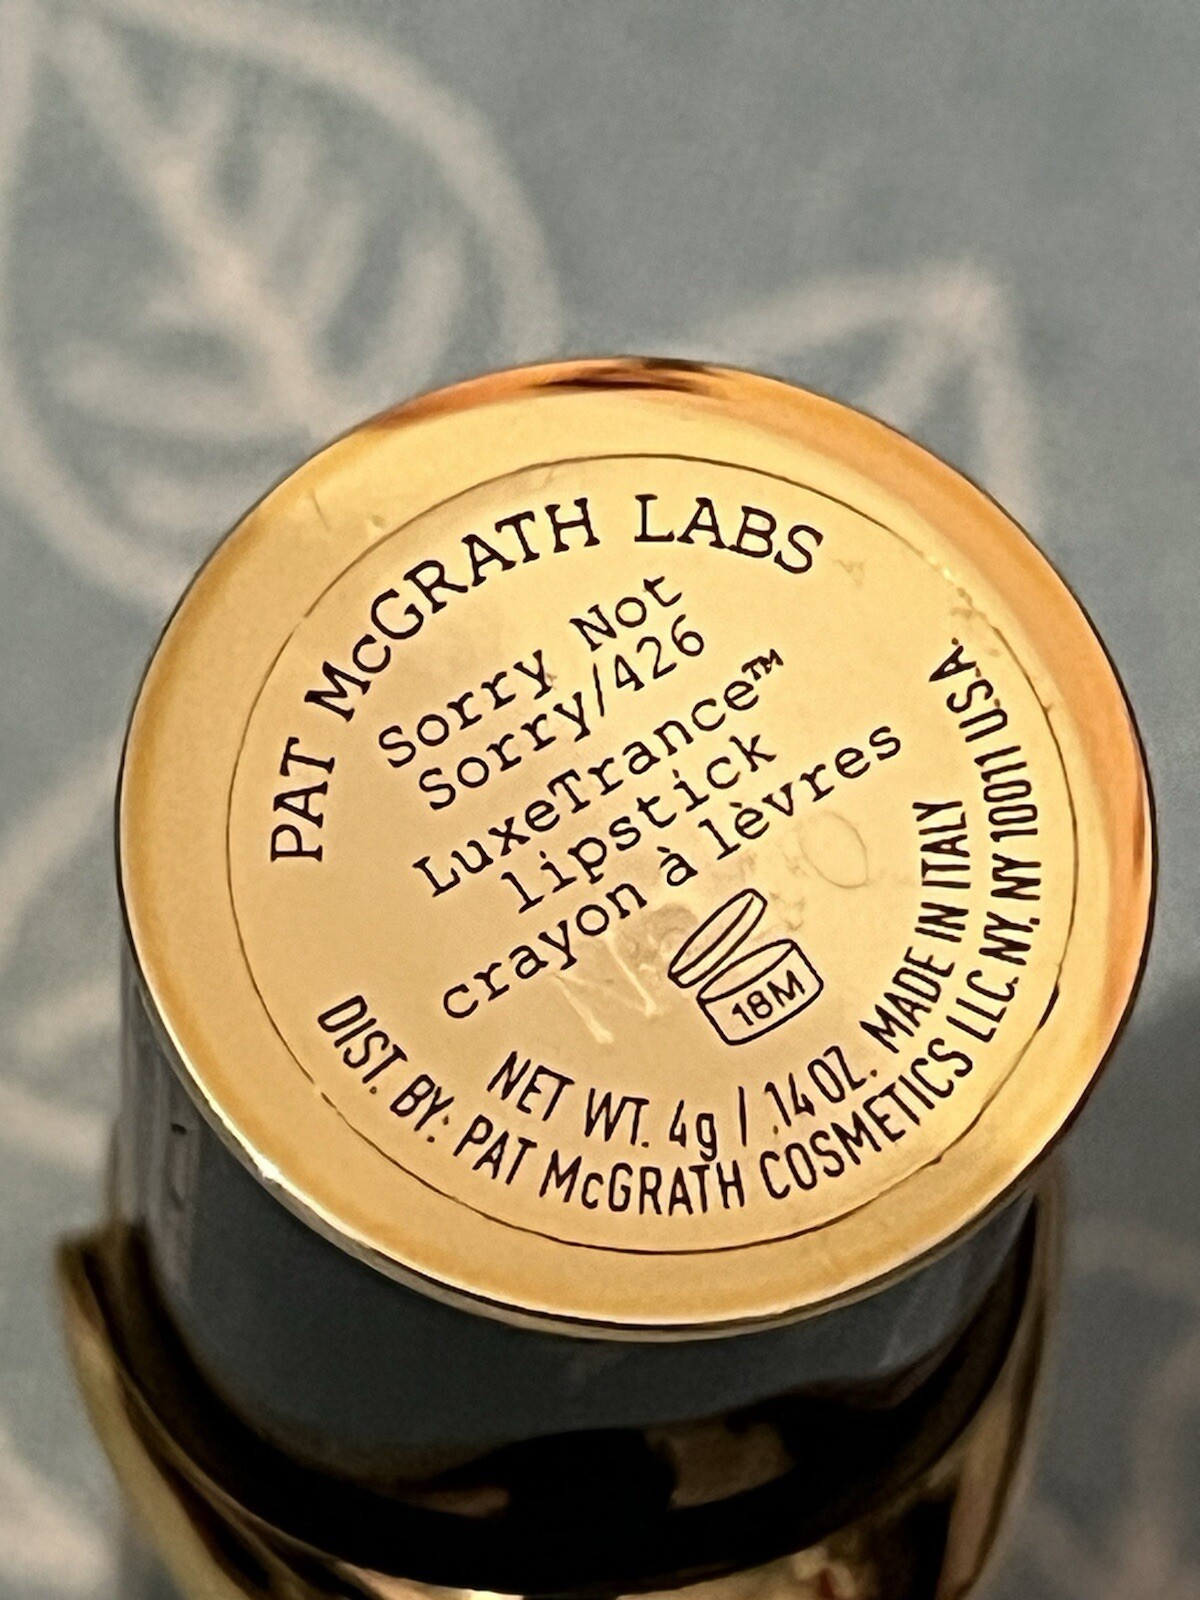 PAT McGRATH LABS
Sorry Not
Sorry/426
LuxeTrance™
lipstick
crayon à lèvres
18M
NET WT. 4g / .14 OZ. MADE IN ITALY
DIST. BY: PAT McGRATH COSMETICS LLC. NY, NY 10011 U.S.A.